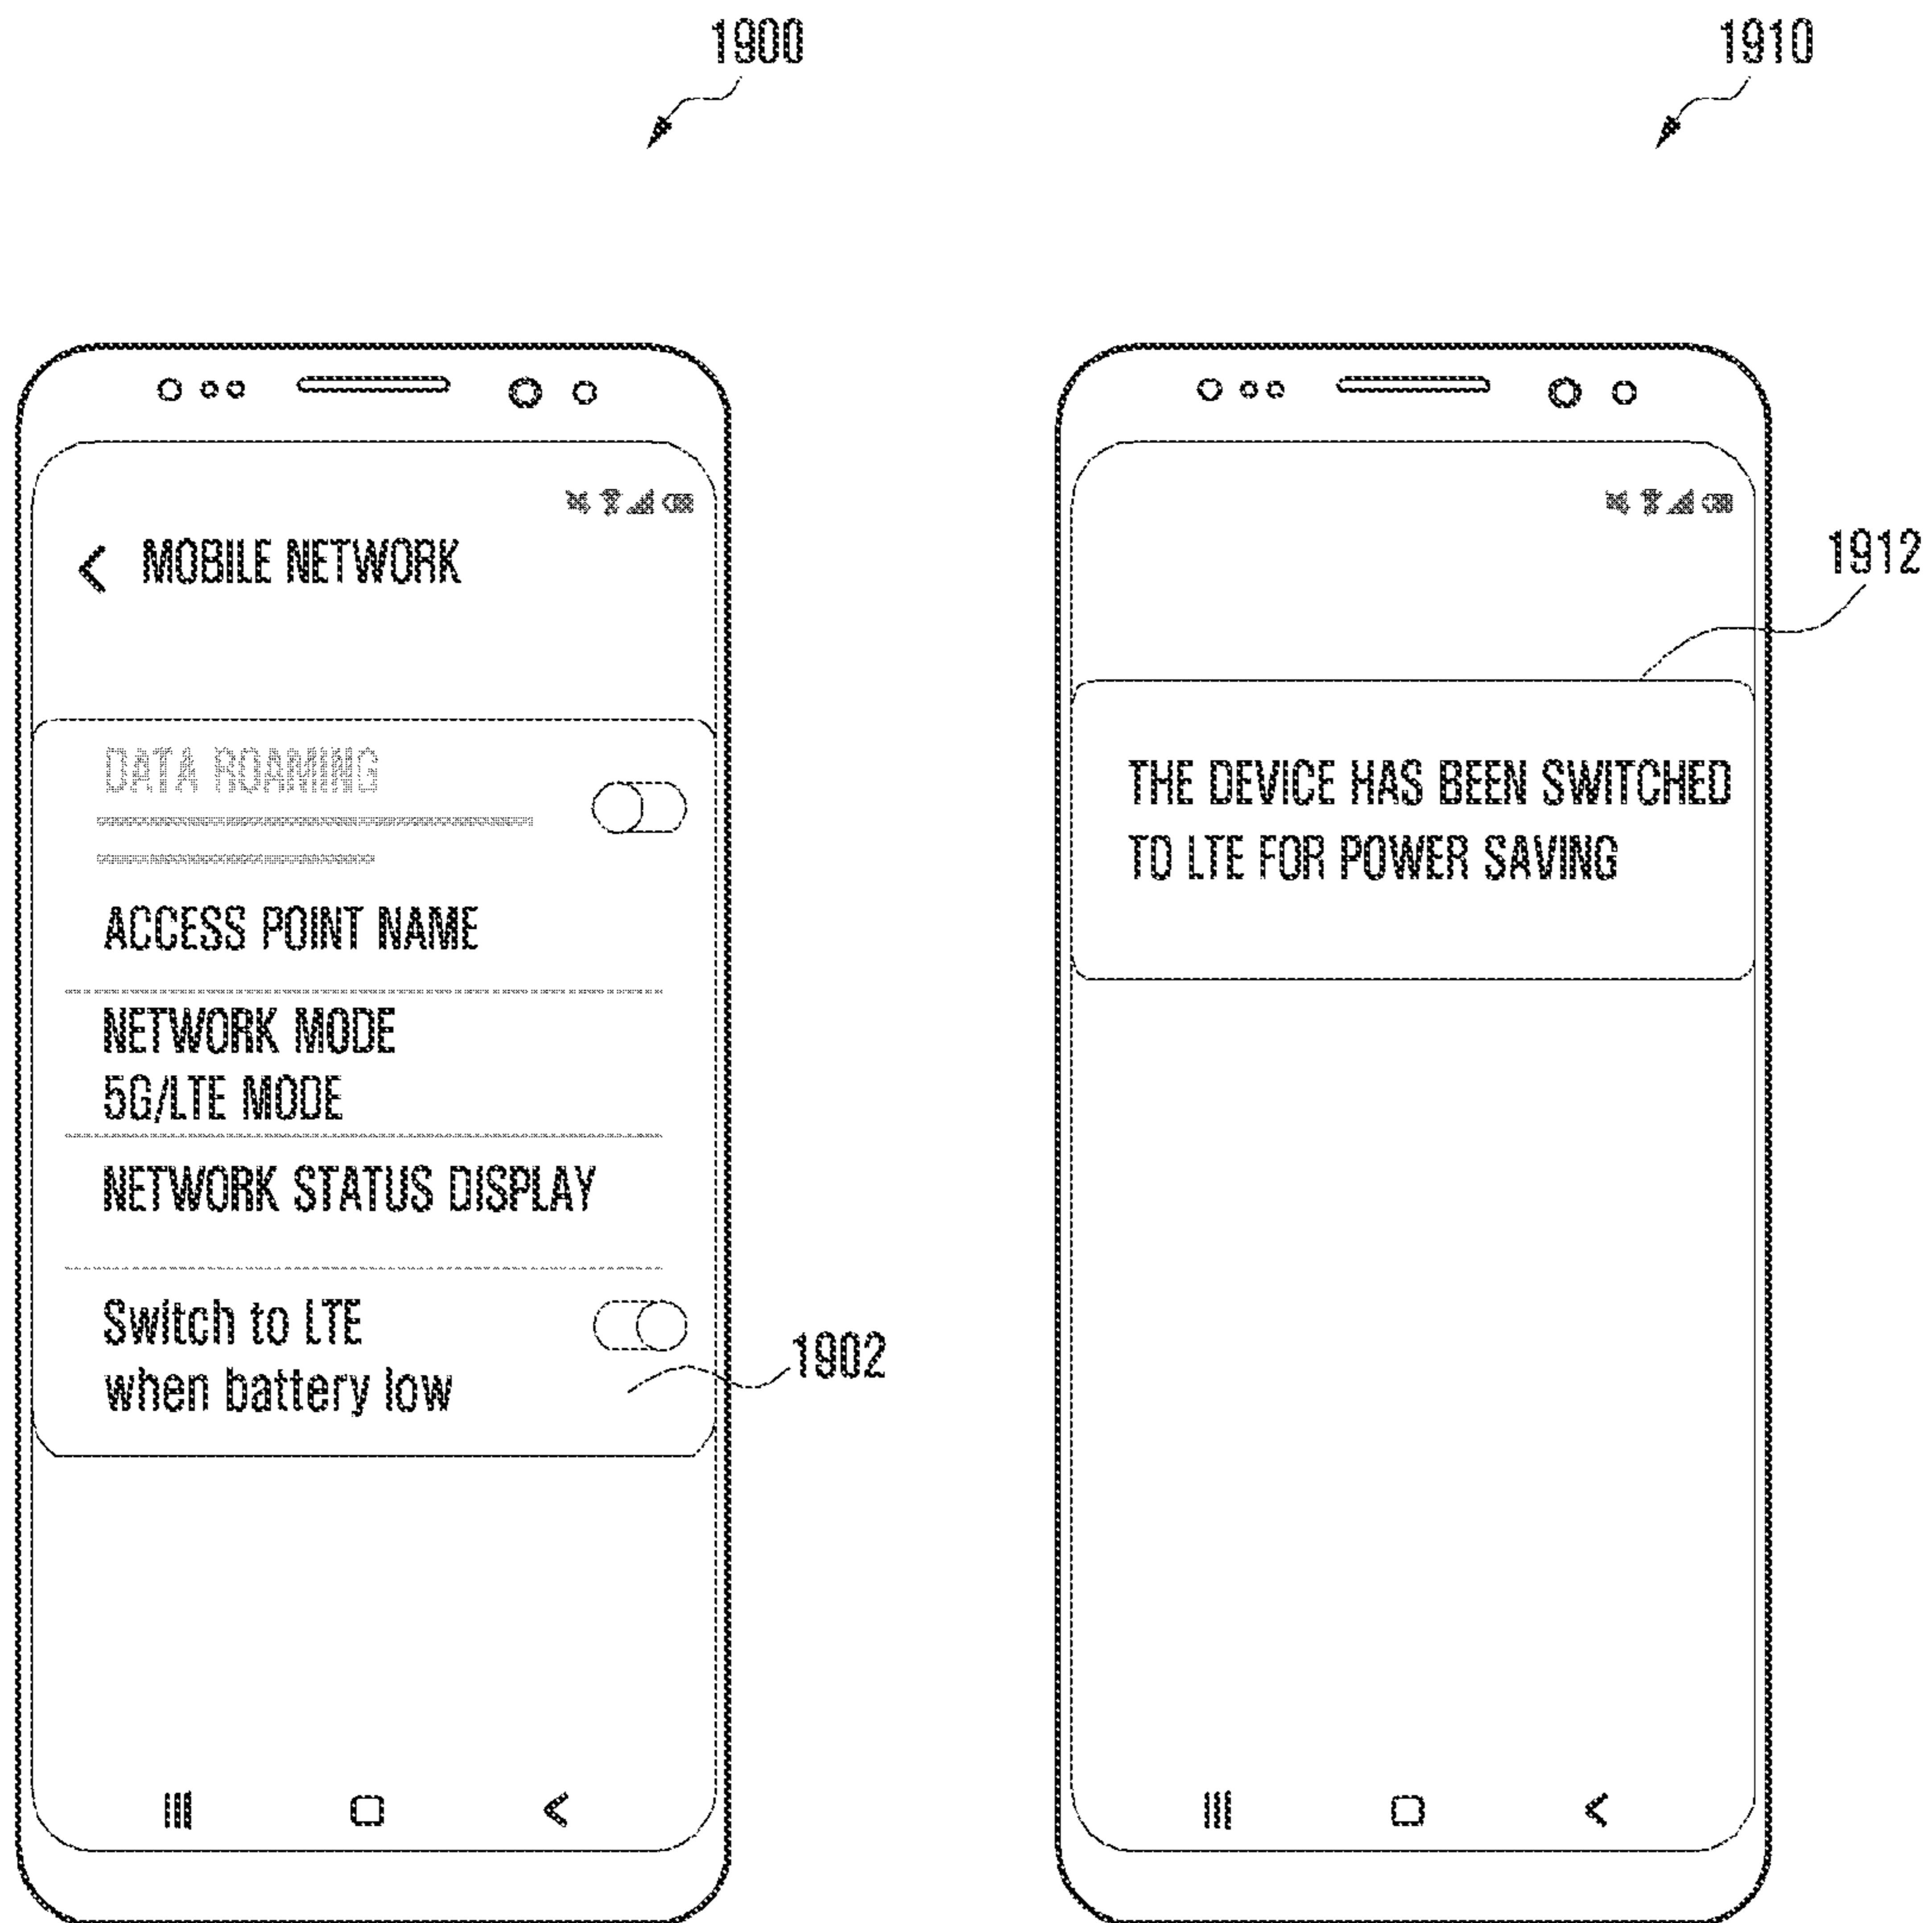 1900
1910
MOBILE NETWORK
DATA ROAMING
ACCESS POINT NAME
NETWORK MODE
5G/LTE MODE
NETWORK STATUS DISPLAY
Switch to LTE
when battery low
1902
1912
THE DEVICE HAS BEEN SWITCHED
TO LTE FOR POWER SAVING